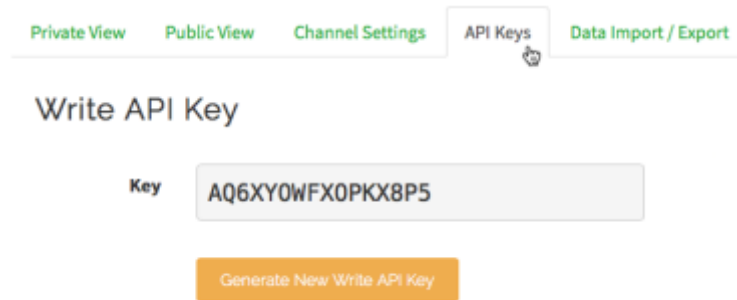 Private View Public View Channel Settings API Keys Data Import / Export
Write API Key
Key AQ6XYOWFXOPKX8P5
Generate New Write API Key